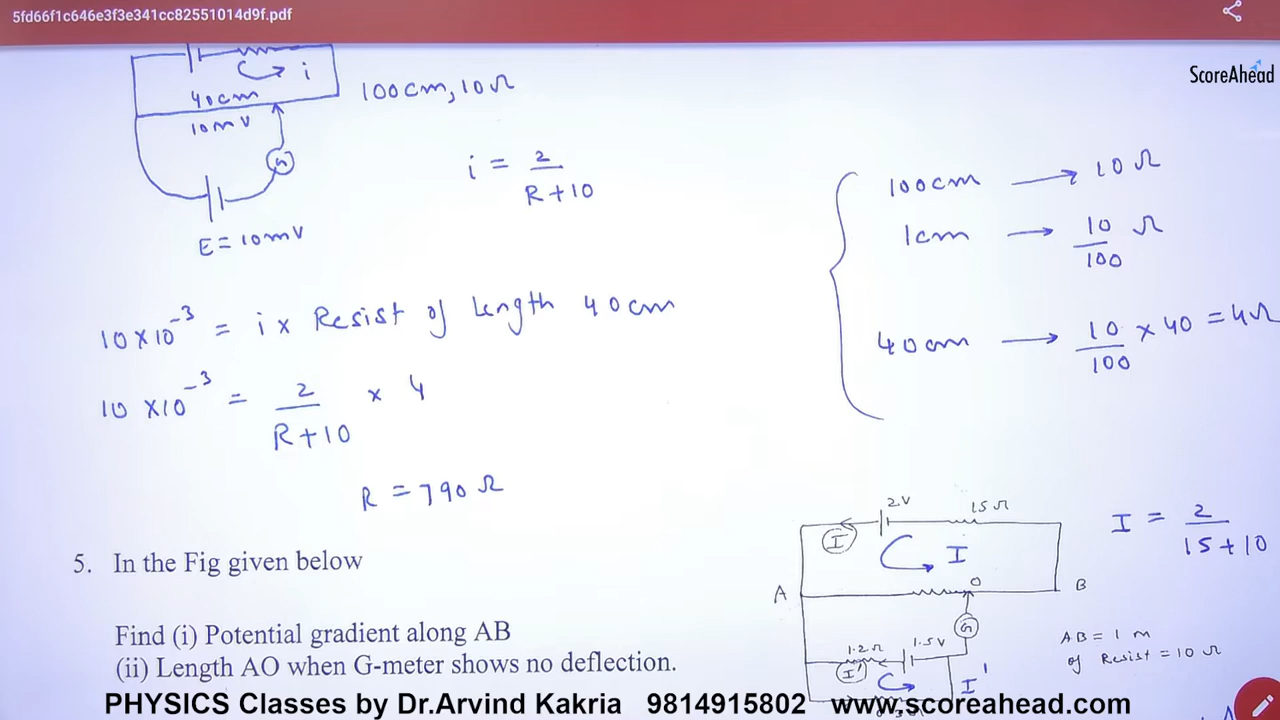 5fd66f1c646e3f3e341cc82551014d9f.pdf
ScoreAhead
i
40cm
10mV
100cm, 10Ω
G
E = 10mV
i = 2 / (R + 10)
100cm → 10 Ω
1cm → 10/100 Ω
40cm → 10/100 × 40 = 4Ω
10×10⁻³ = i × Resist of length 40cm
10×10⁻³ = 2 / (R+10) × 4
R = 790 Ω
5. In the Fig given below
Find (i) Potential gradient along AB
(ii) Length AO when G-meter shows no deflection.
2V
15Ω
I
I
I = 2 / (15 + 10)
A
O
B
G
1.2Ω
1.5V
I'
I'
AB = 1 m
of Resist = 10 Ω
PHYSICS Classes by Dr.Arvind Kakria 9814915802 www.scoreahead.com